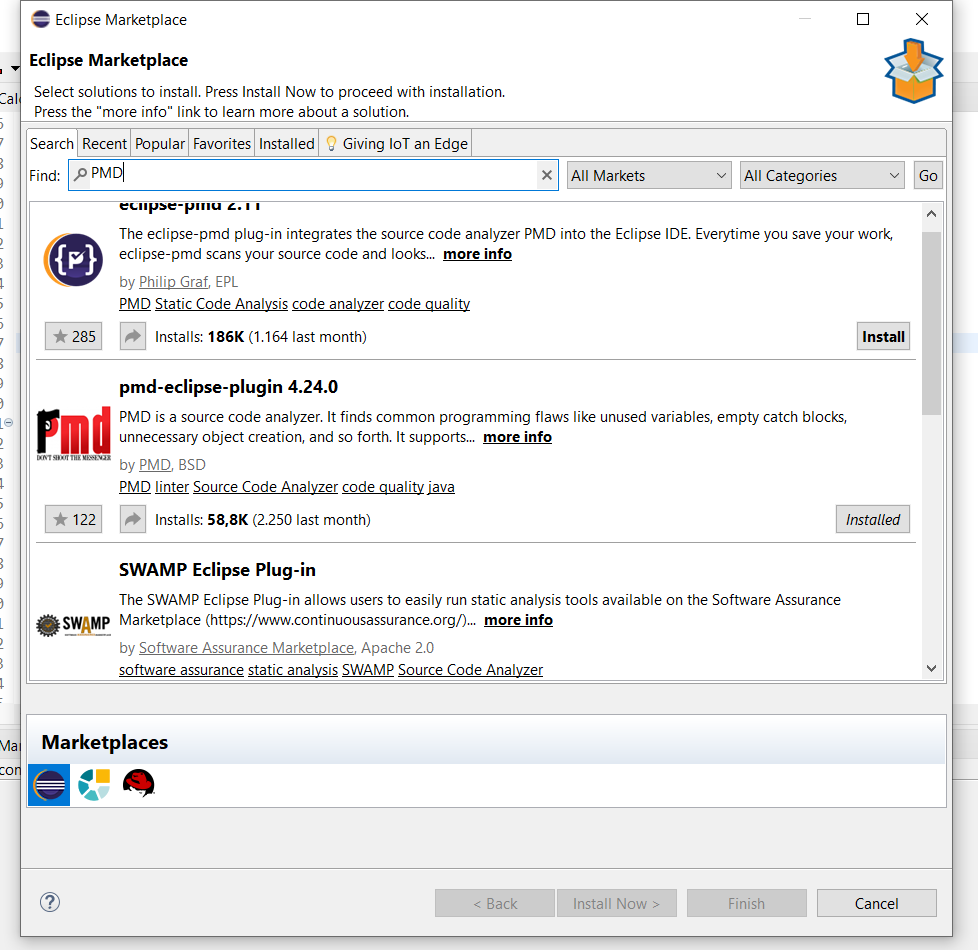 Eclipse Marketplace
Eclipse Marketplace
Select solutions to install. Press Install Now to proceed with installation.
Press the "more info" link to learn more about a solution.
Search Recent Popular Favorites Installed Giving IoT an Edge
Find: PMD All Markets All Categories Go
eclipse-pmd 2.11
The eclipse-pmd plug-in integrates the source code analyzer PMD into the Eclipse IDE. Everytime you save your work,
eclipse-pmd scans your source code and looks... more info
by Philip Graf, EPL
PMD Static Code Analysis code analyzer code quality
285 Installs: 186K (1.164 last month) Install
pmd-eclipse-plugin 4.24.0
Pmd
DON'T SHOOT THE MESSENGER
PMD is a source code analyzer. It finds common programming flaws like unused variables, empty catch blocks,
unnecessary object creation, and so forth. It supports... more info
by PMD, BSD
PMD linter Source Code Analyzer code quality java
122 Installs: 58,8K (2.250 last month) Installed
SWAMP Eclipse Plug-in
SWAMP
The SWAMP Eclipse Plug-in allows users to easily run static analysis tools available on the Software Assurance
Marketplace (https://www.continuousassurance.org/)... more info
by Software Assurance Marketplace, Apache 2.0
software assurance static analysis SWAMP Source Code Analyzer
Marketplaces
? < Back Install Now > Finish Cancel